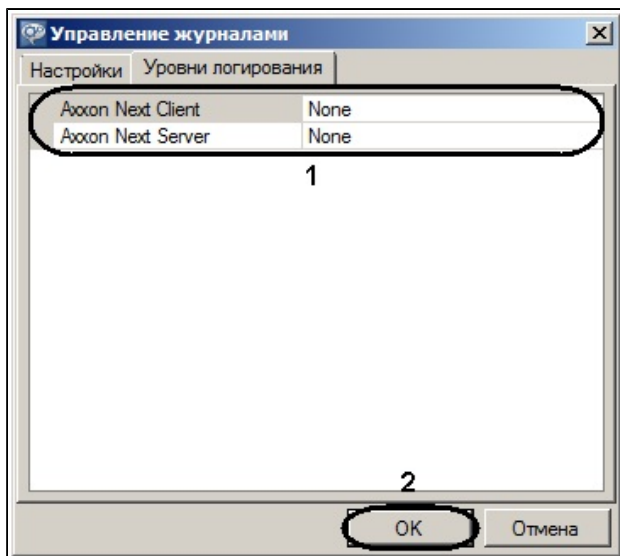 Управление журналами
Настройки Уровни логирования
Axxon Next Client None
Axxon Next Server None
1
2
OK Отмена